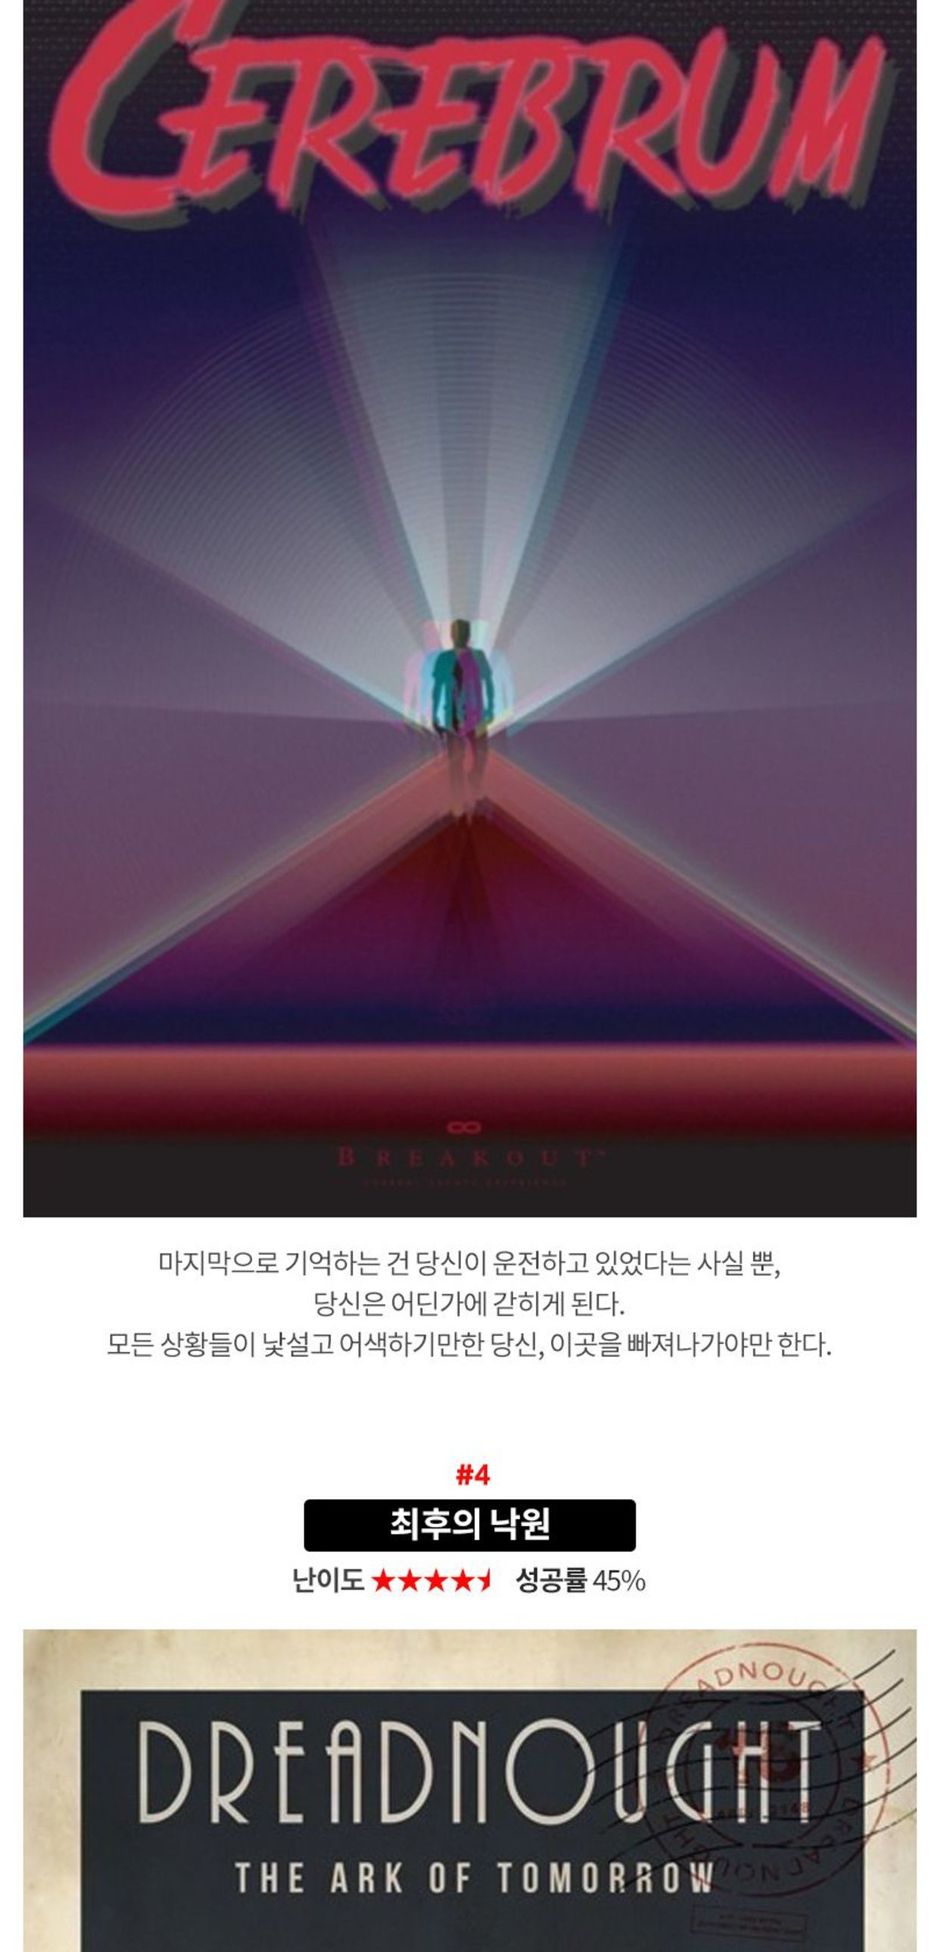 CEREBRUM
BREAKOUT™
마지막으로 기억하는 건 당신이 운전하고 있었다는 사실 뿐,
당신은 어딘가에 갇히게 된다.
모든 상황들이 낯설고 어색하기만한 당신, 이곳을 빠져나가야만 한다.
#4
최후의 낙원
난이도 ★★★★⯨ 성공률 45%
DREADNOUGHT
DREADNOUGHT
THE ARK OF TOMORROW
DREADNOUGHT